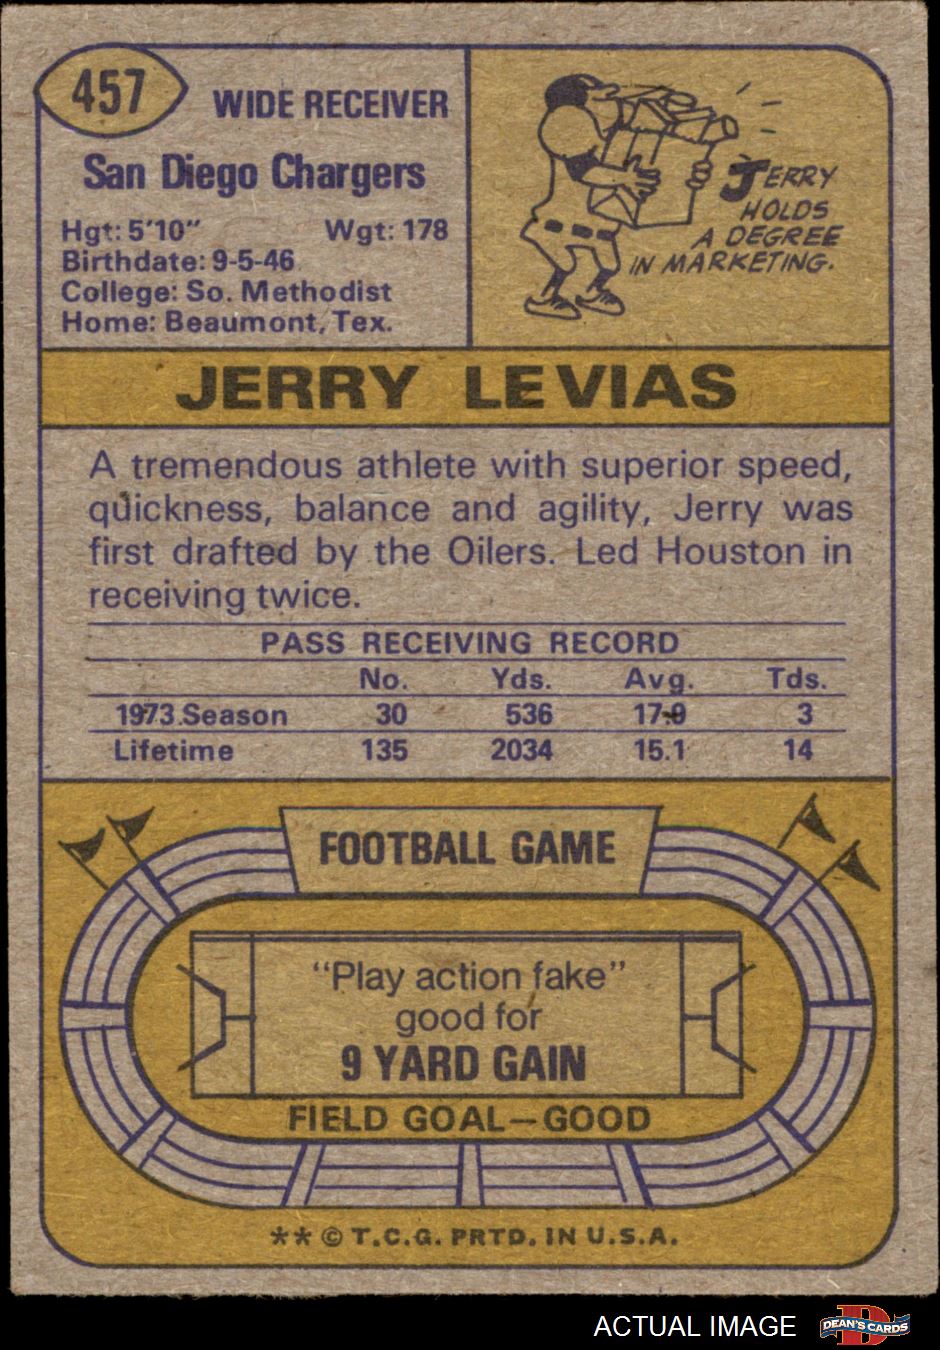 457
WIDE RECEIVER
San Diego Chargers
Hgt: 5'10" Wgt: 178
Birthdate: 9-5-46
College: So. Methodist
Home: Beaumont, Tex.
JERRY
HOLDS
A DEGREE
IN MARKETING.
JERRY LEVIAS
A tremendous athlete with superior speed,
quickness, balance and agility, Jerry was
first drafted by the Oilers. Led Houston in
receiving twice.
PASS RECEIVING RECORD
No. Yds. Avg. Tds.
1973 Season 30 536 17.9 3
Lifetime 135 2034 15.1 14
FOOTBALL GAME
"Play action fake"
good for
9 YARD GAIN
FIELD GOAL—GOOD
** © T.C.G. PRTD. IN U.S.A.
ACTUAL IMAGE
D
DEAN'S CARDS